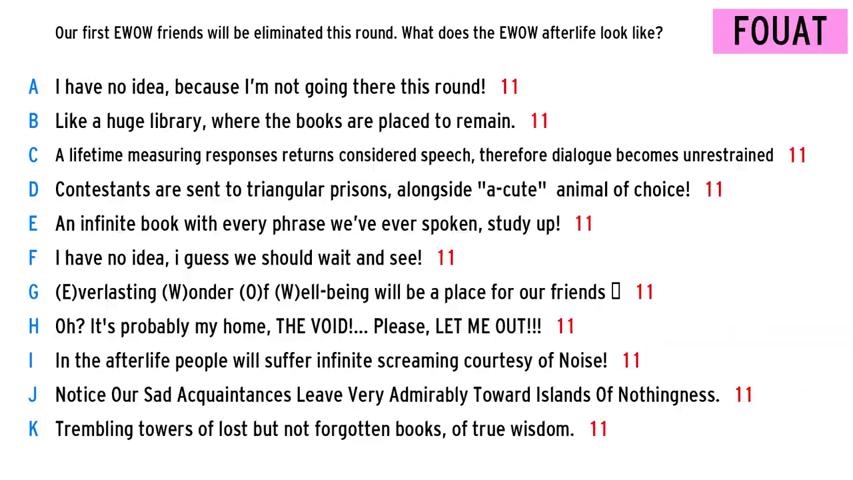 Our first EWOW friends will be eliminated this round. What does the EWOW afterlife look like?
FOUAT
A I have no idea, because I'm not going there this round! 11
B Like a huge library, where the books are placed to remain. 11
C A lifetime measuring responses returns considered speech, therefore dialogue becomes unrestrained 11
D Contestants are sent to triangular prisons, alongside "a-cute" animal of choice! 11
E An infinite book with every phrase we've ever spoken, study up! 11
F I have no idea, i guess we should wait and see! 11
G (E)verlasting (W)onder (O)f (W)ell-being will be a place for our friends ▯ 11
H Oh? It's probably my home, THE VOID!... Please, LET ME OUT!!! 11
I In the afterlife people will suffer infinite screaming courtesy of Noise! 11
J Notice Our Sad Acquaintances Leave Very Admirably Toward Islands Of Nothingness. 11
K Trembling towers of lost but not forgotten books, of true wisdom. 11